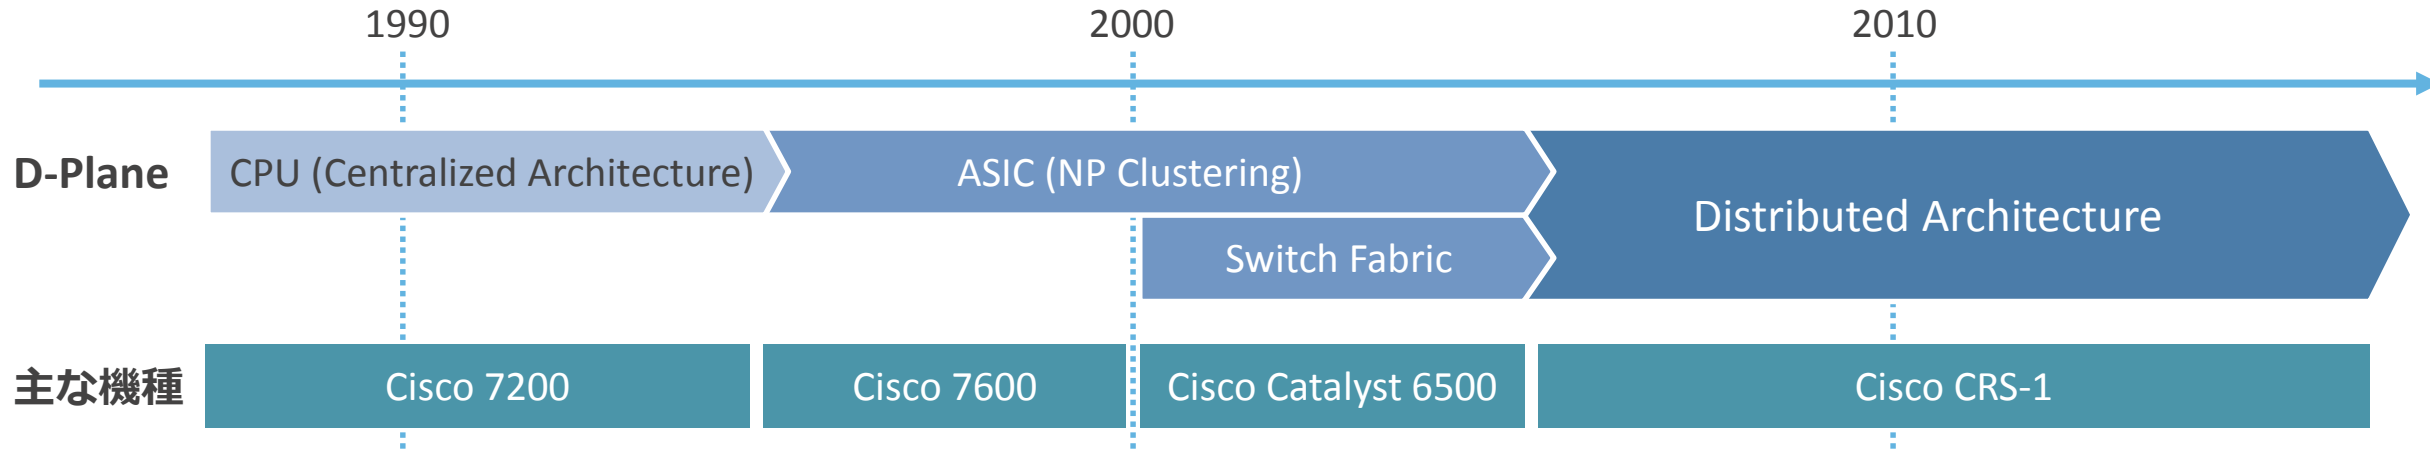 1990
2000
2010
D-Plane
CPU (Centralized Architecture)
ASIC (NP Clustering)
Distributed Architecture
Switch Fabric
主な機種
Cisco 7200
Cisco 7600
Cisco Catalyst 6500
Cisco CRS-1